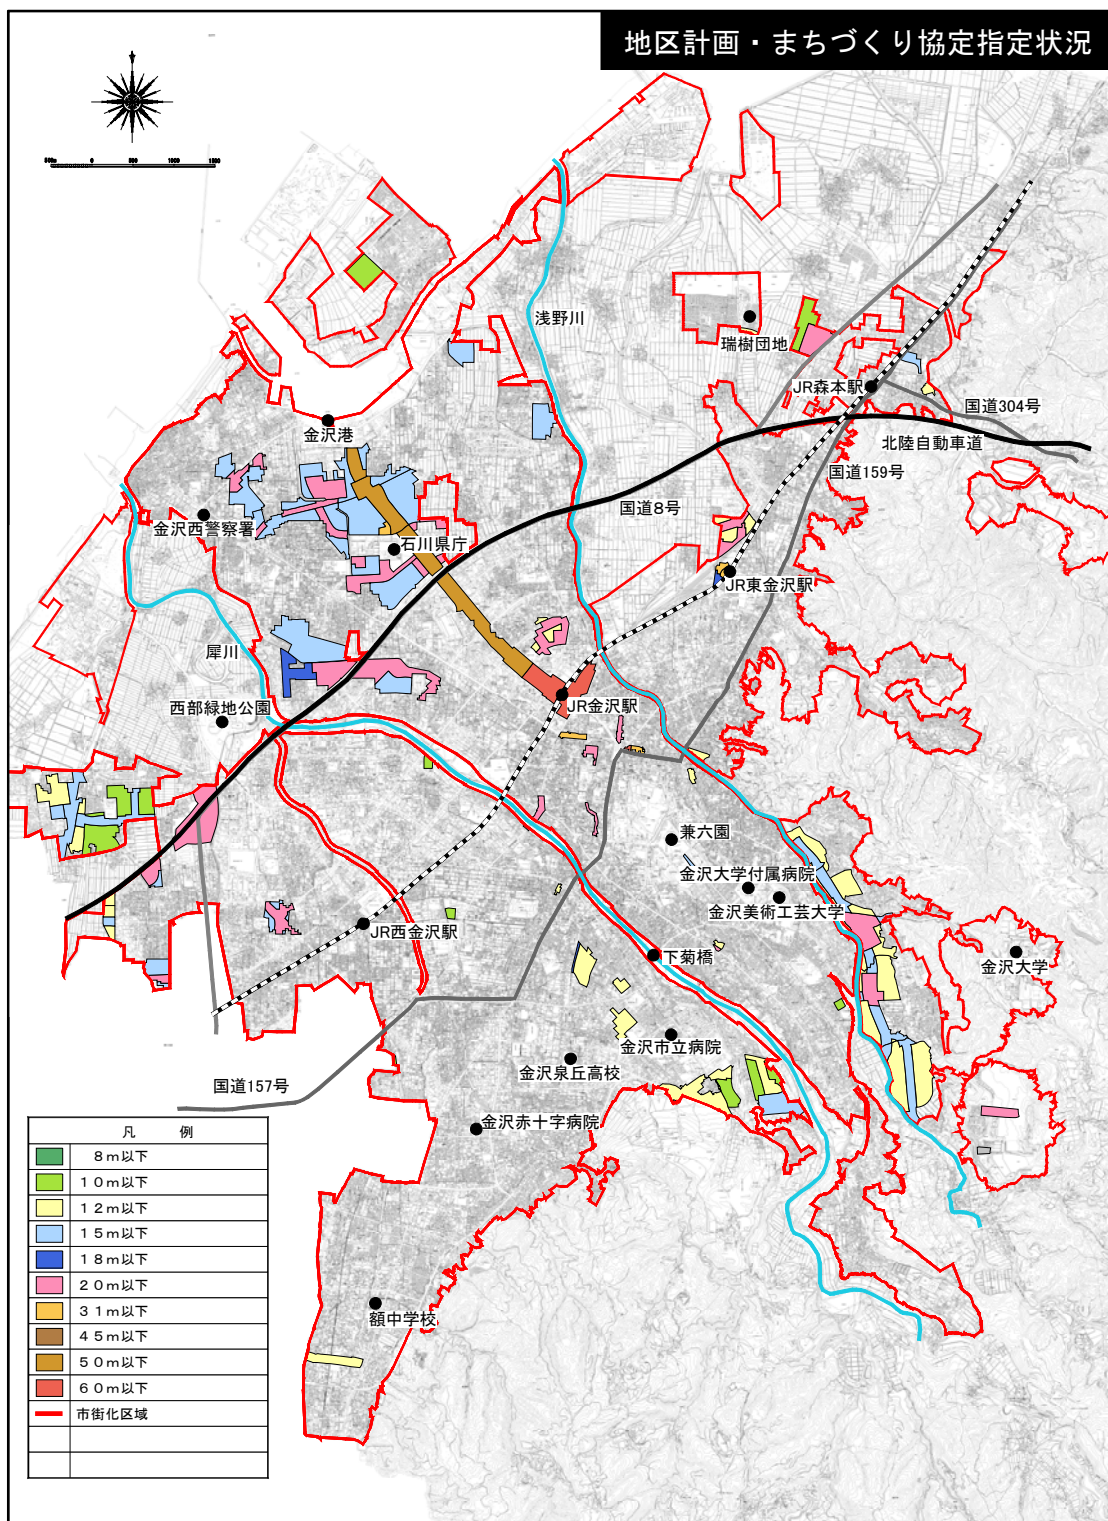 地区計画・まちづくり協定指定状況
500m 0 500 1000 1500
浅野川
瑞樹団地
JR森本駅
国道304号
北陸自動車道
国道159号
国道8号
金沢港
金沢西警察署
石川県庁
JR東金沢駅
犀川
西部緑地公園
JR金沢駅
兼六園
金沢大学付属病院
金沢美術工芸大学
JR西金沢駅
下菊橋
金沢大学
金沢市立病院
金沢泉丘高校
国道157号
金沢赤十字病院
額中学校
凡 例
8m以下
10m以下
12m以下
15m以下
18m以下
20m以下
31m以下
45m以下
50m以下
60m以下
市街化区域